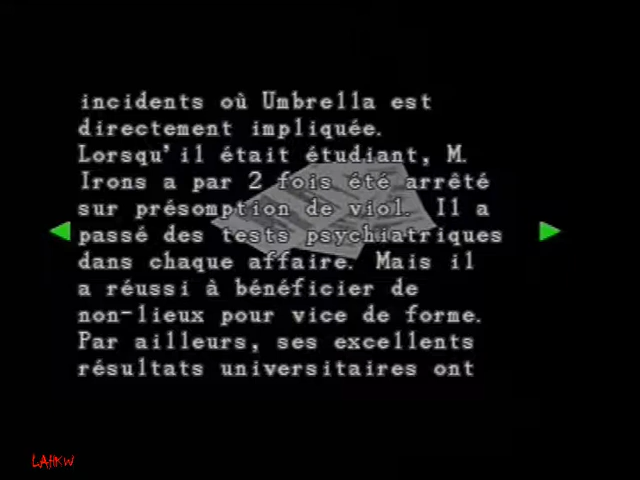 incidents où Umbrella est
directement impliquée.
Lorsqu'il était étudiant, M.
Irons a par 2 fois été arrêté
sur présomption de viol. Il a
passé des tests psychiatriques
dans chaque affaire. Mais il
a réussi à bénéficier de
non-lieux pour vice de forme.
Par ailleurs, ses excellents
résultats universitaires ont
LAHKW